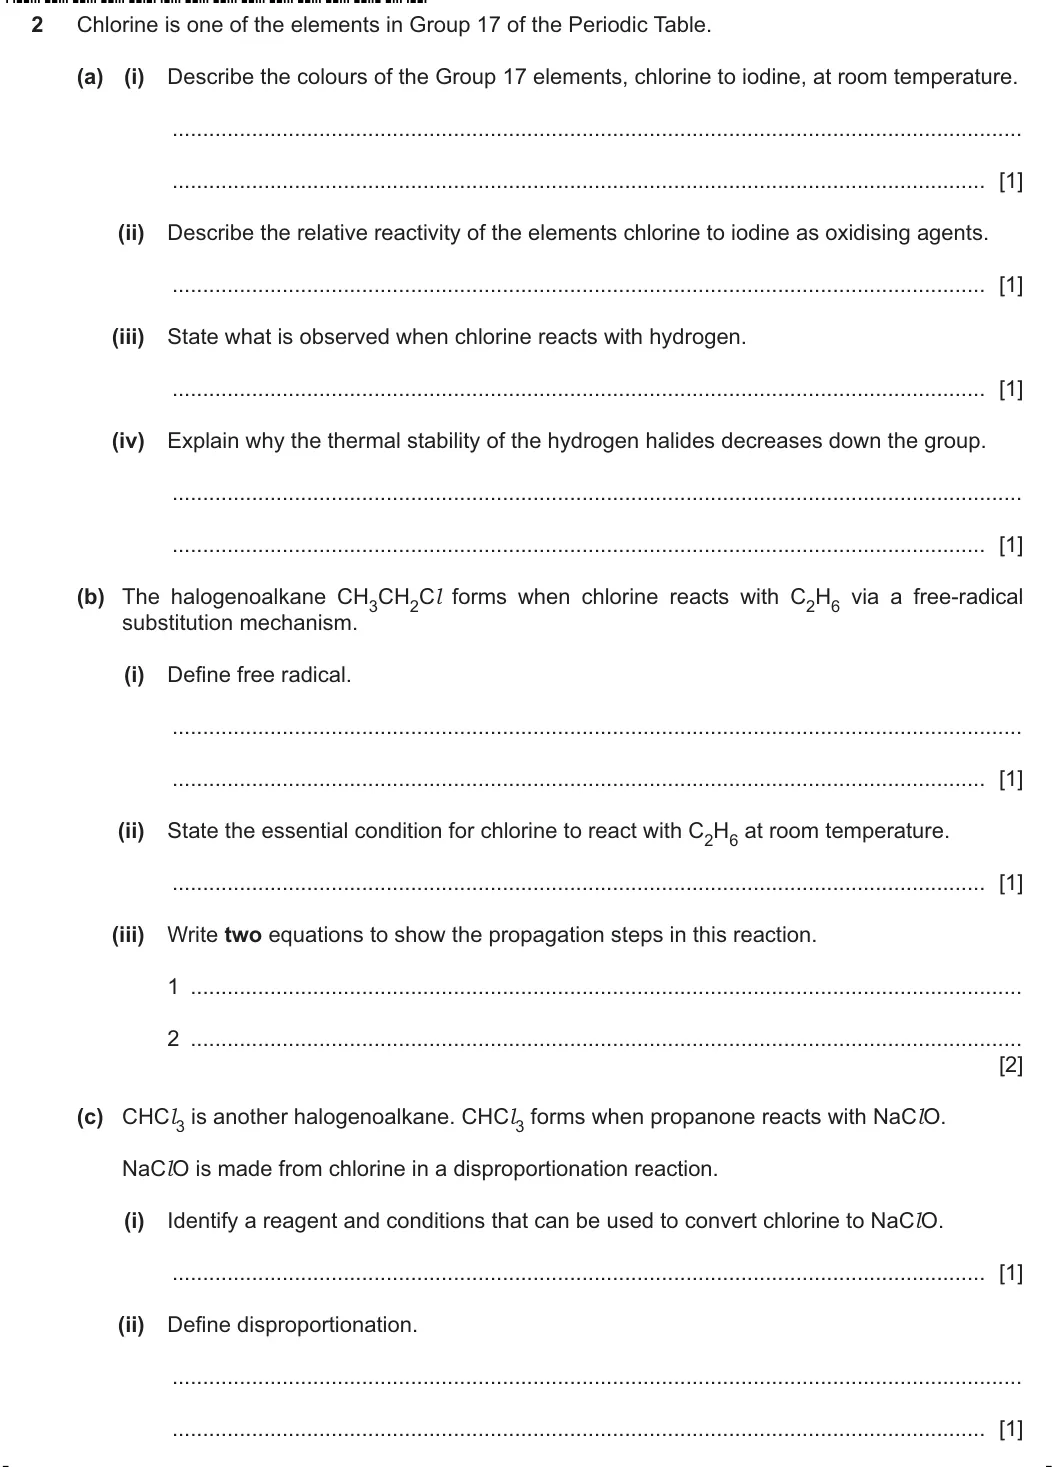 2 Chlorine is one of the elements in Group 17 of the Periodic Table.
(a) (i) Describe the colours of the Group 17 elements, chlorine to iodine, at room temperature.
..........................................................................................................................................
.................................................................................................................................... [1]
(ii) Describe the relative reactivity of the elements chlorine to iodine as oxidising agents.
.................................................................................................................................... [1]
(iii) State what is observed when chlorine reacts with hydrogen.
.................................................................................................................................... [1]
(iv) Explain why the thermal stability of the hydrogen halides decreases down the group.
..........................................................................................................................................
.................................................................................................................................... [1]
(b) The halogenoalkane CH₃CH₂Cl forms when chlorine reacts with C₂H₆ via a free-radical
substitution mechanism.
(i) Define free radical.
..........................................................................................................................................
.................................................................................................................................... [1]
(ii) State the essential condition for chlorine to react with C₂H₆ at room temperature.
.................................................................................................................................... [1]
(iii) Write two equations to show the propagation steps in this reaction.
1 .......................................................................................................................................
2 .......................................................................................................................................
[2]
(c) CHCl₃ is another halogenoalkane. CHCl₃ forms when propanone reacts with NaClO.
NaClO is made from chlorine in a disproportionation reaction.
(i) Identify a reagent and conditions that can be used to convert chlorine to NaClO.
.................................................................................................................................... [1]
(ii) Define disproportionation.
..........................................................................................................................................
.................................................................................................................................... [1]